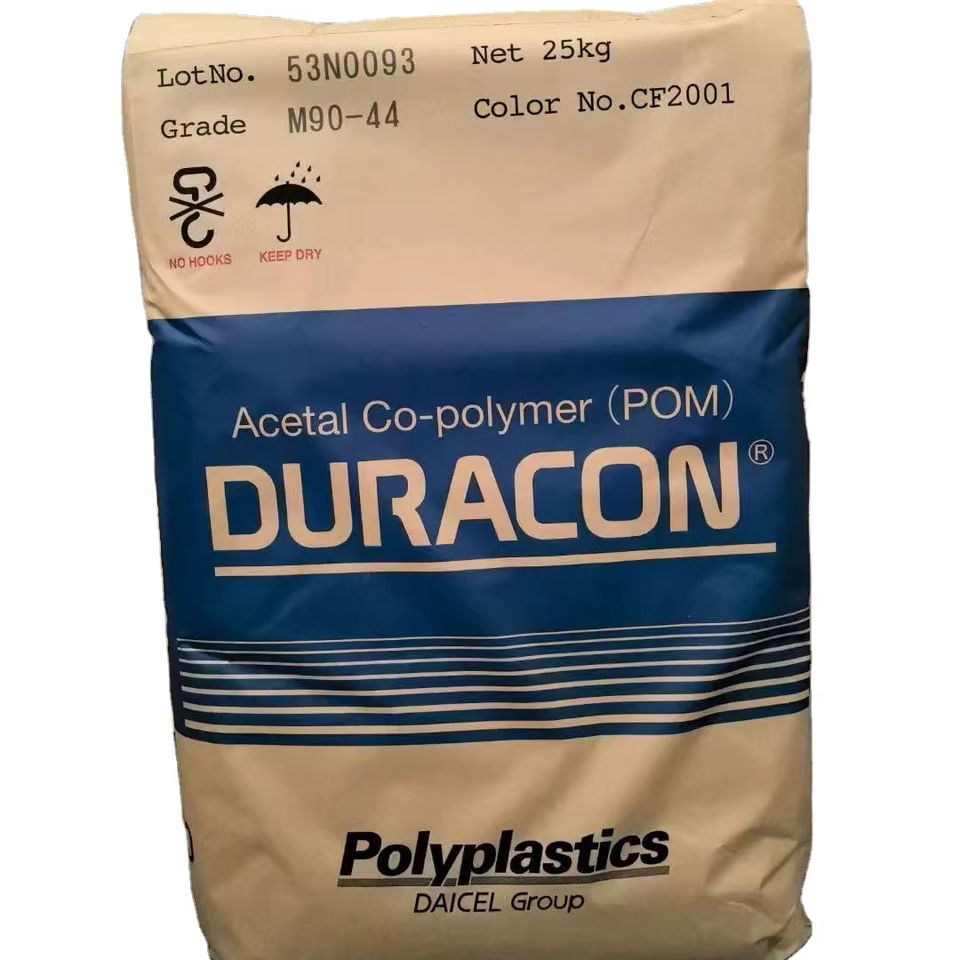 LotNo. 53N0093 Net 25kg
Grade M90-44 Color No.CF2001
NO HOOKS KEEP DRY
Acetal Co-polymer (POM)
DURACON®
Polyplastics
DAICEL Group